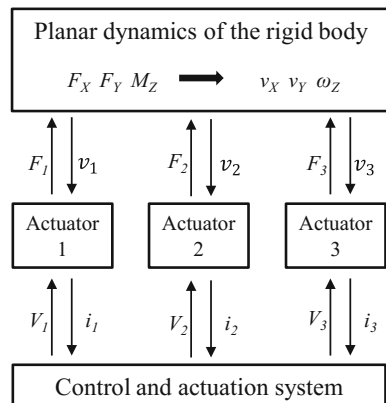 Planar dynamics of the rigid body
F_X F_Y M_Z → v_X v_Y ω_Z
F_1 v_1 F_2 v_2 F_3 v_3
Actuator 1 Actuator 2 Actuator 3
V_1 i_1 V_2 i_2 V_3 i_3
Control and actuation system